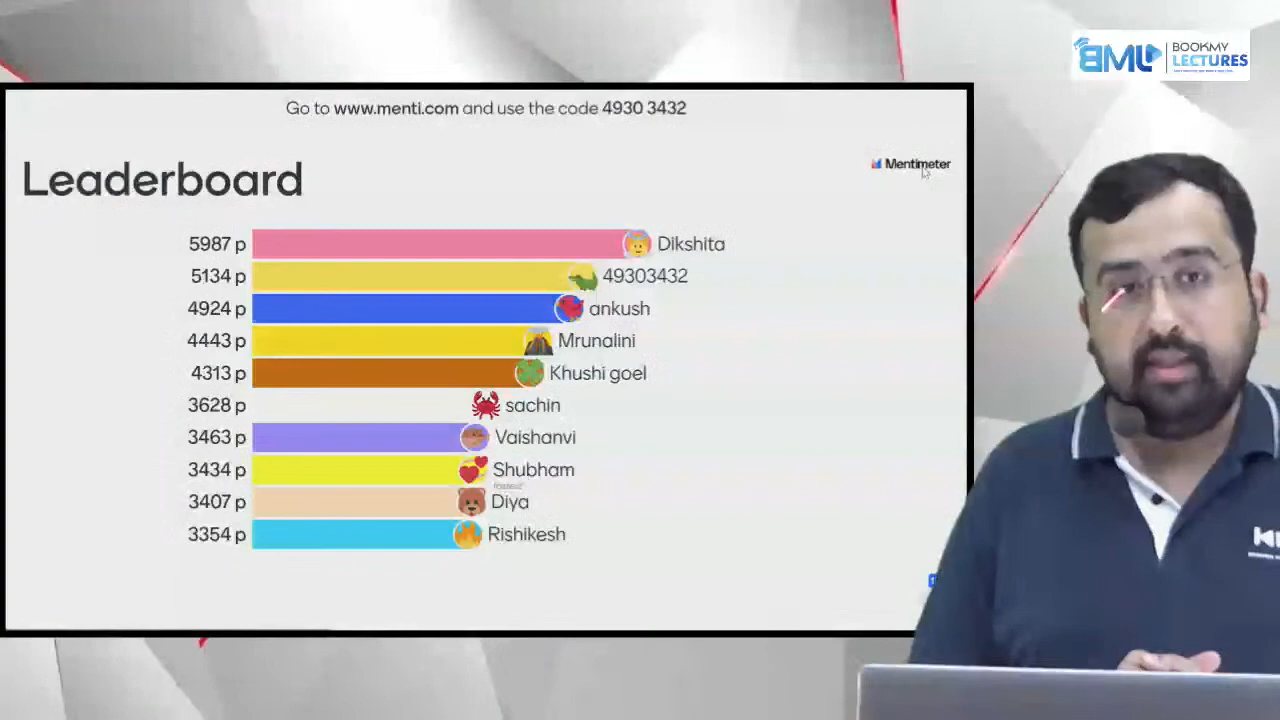 BML
BOOKMY
LECTURES
Go to www.menti.com and use the code 4930 3432
Leaderboard
Mentimeter
5987 p Dikshita
5134 p 49303432
4924 p ankush
4443 p Mrunalini
4313 p Khushi goel
3628 p sachin
3463 p Vaishanvi
3434 p Shubham
3407 p Diya
3354 p Rishikesh